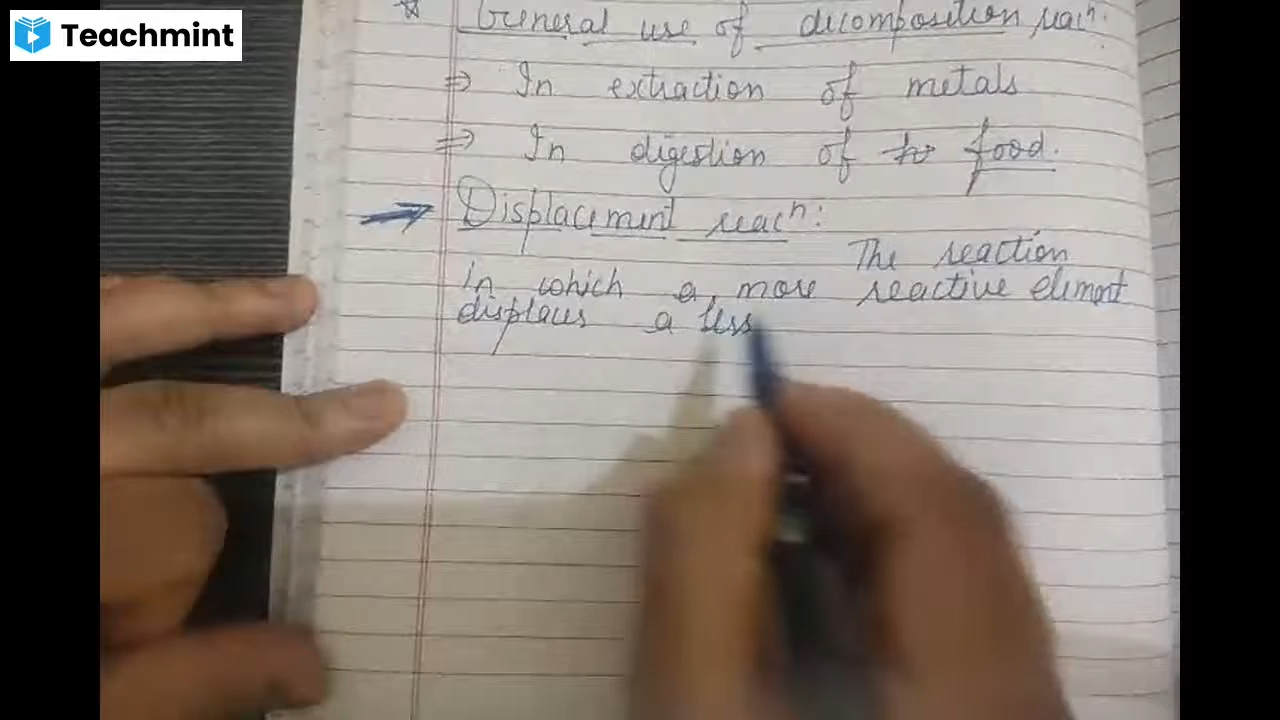 Teachmint
☆ General use of decomposition reacⁿ.
⇒ In extraction of metals
⇒ In digestion of food.
→ Displacement reacⁿ:
The reaction
in which a more reactive element
displaces a less